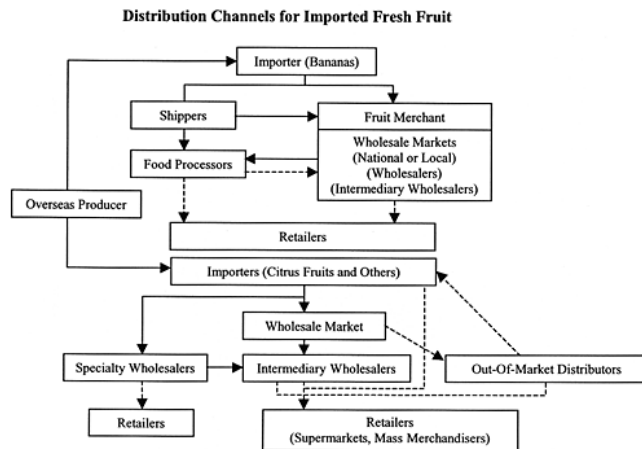 Distribution Channels for Imported Fresh Fruit
Importer (Bananas)
Shippers
Fruit Merchant
Wholesale Markets
(National or Local)
(Wholesalers)
(Intermediary Wholesalers)
Food Processors
Overseas Producer
Retailers
Importers (Citrus Fruits and Others)
Wholesale Market
Specialty Wholesalers
Intermediary Wholesalers
Out-Of-Market Distributors
Retailers
Retailers
(Supermarkets, Mass Merchandisers)